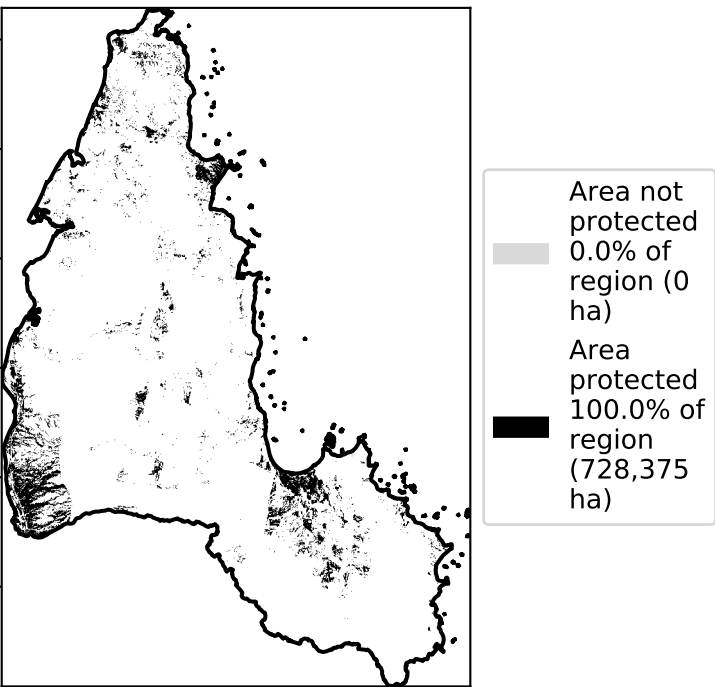 Area not
protected
0.0% of
region (0
ha)
Area
protected
100.0% of
region
(728,375
ha)